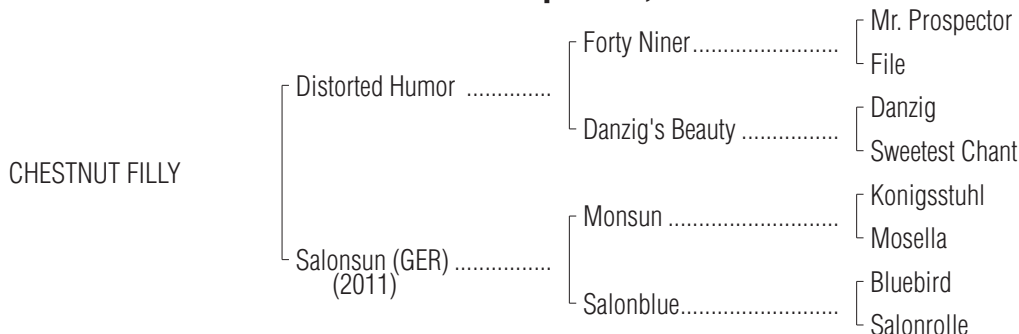 Mr. Prospector
Forty Niner.......................
File
Distorted Humor ..............
Danzig
Danzig's Beauty ................
Sweetest Chant
CHESTNUT FILLY
Konigsstuhl
Monsun ...........................
Mosella
Salonsun (GER) ................
(2011)
Bluebird
Salonblue.........................
Salonrolle